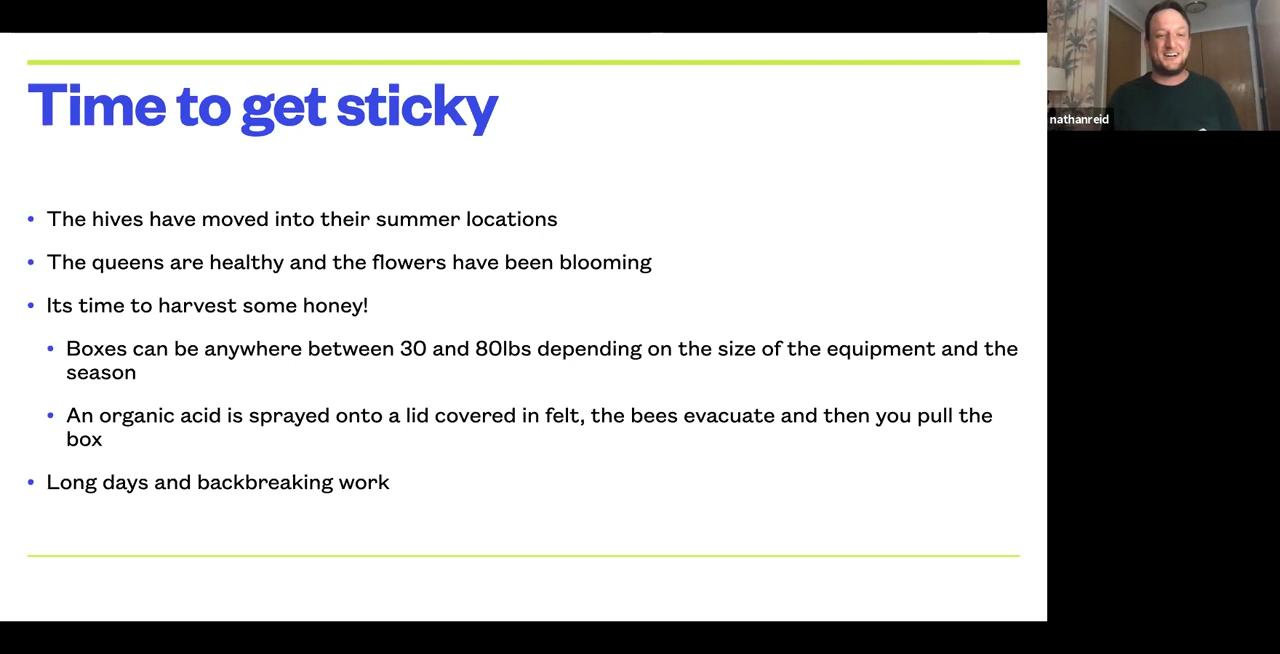 Time to get sticky
nathanreid
• The hives have moved into their summer locations
• The queens are healthy and the flowers have been blooming
• Its time to harvest some honey!
• Boxes can be anywhere between 30 and 80lbs depending on the size of the equipment and the
season
• An organic acid is sprayed onto a lid covered in felt, the bees evacuate and then you pull the
box
• Long days and backbreaking work